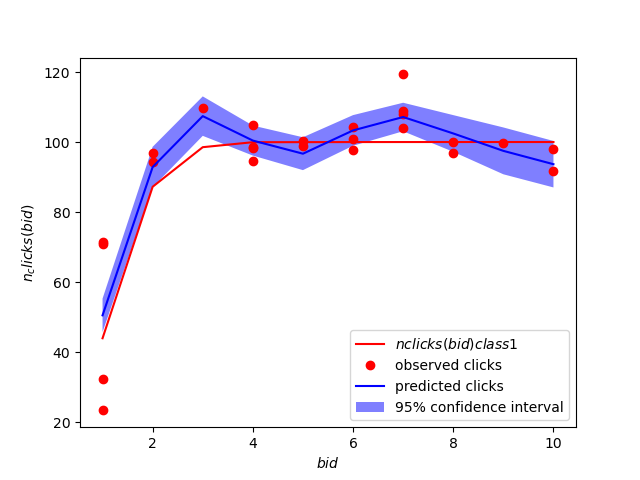 120
100
80
60
40
20
n_clicks(bid)
nclicks(bid)class1
observed clicks
predicted clicks
95% confidence interval
2
4
6
8
10
bid